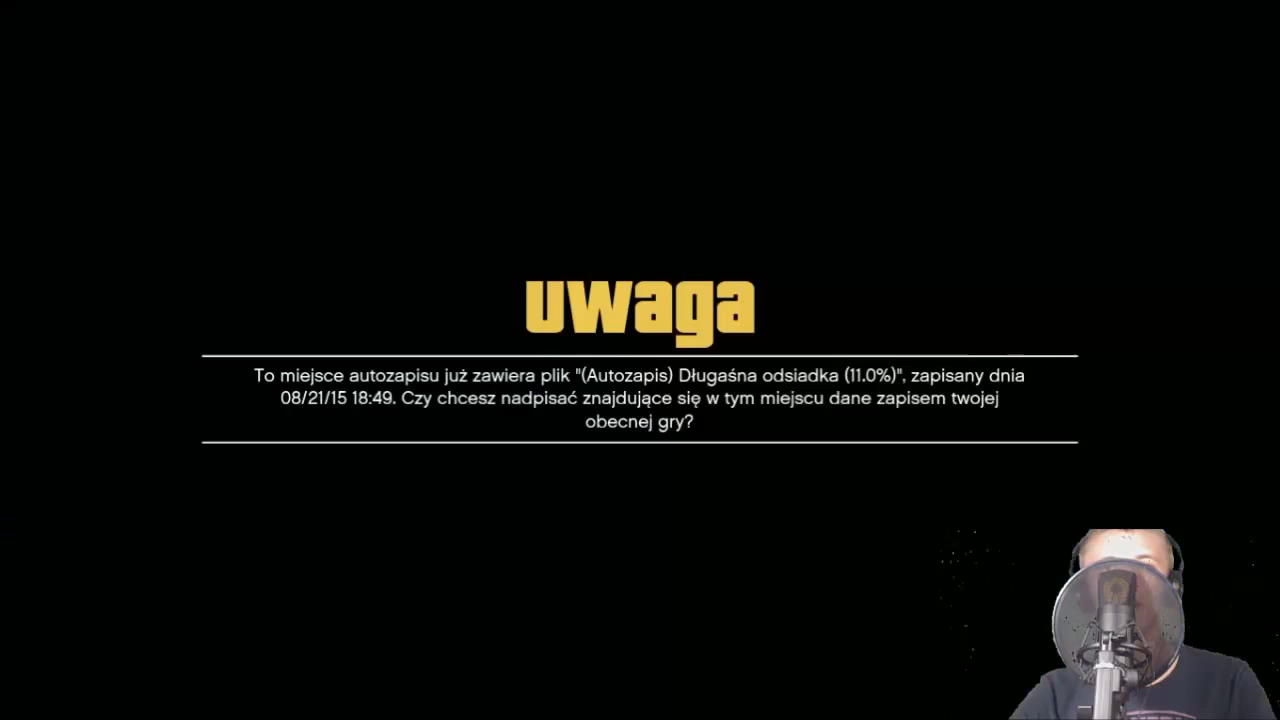 uwaga
To miejsce autozapisu już zawiera plik "(Autozapis) Długaśna odsiadka (11.0%)", zapisany dnia
08/21/15 18:49. Czy chcesz nadpisać znajdujące się w tym miejscu dane zapisem twojej
obecnej gry?